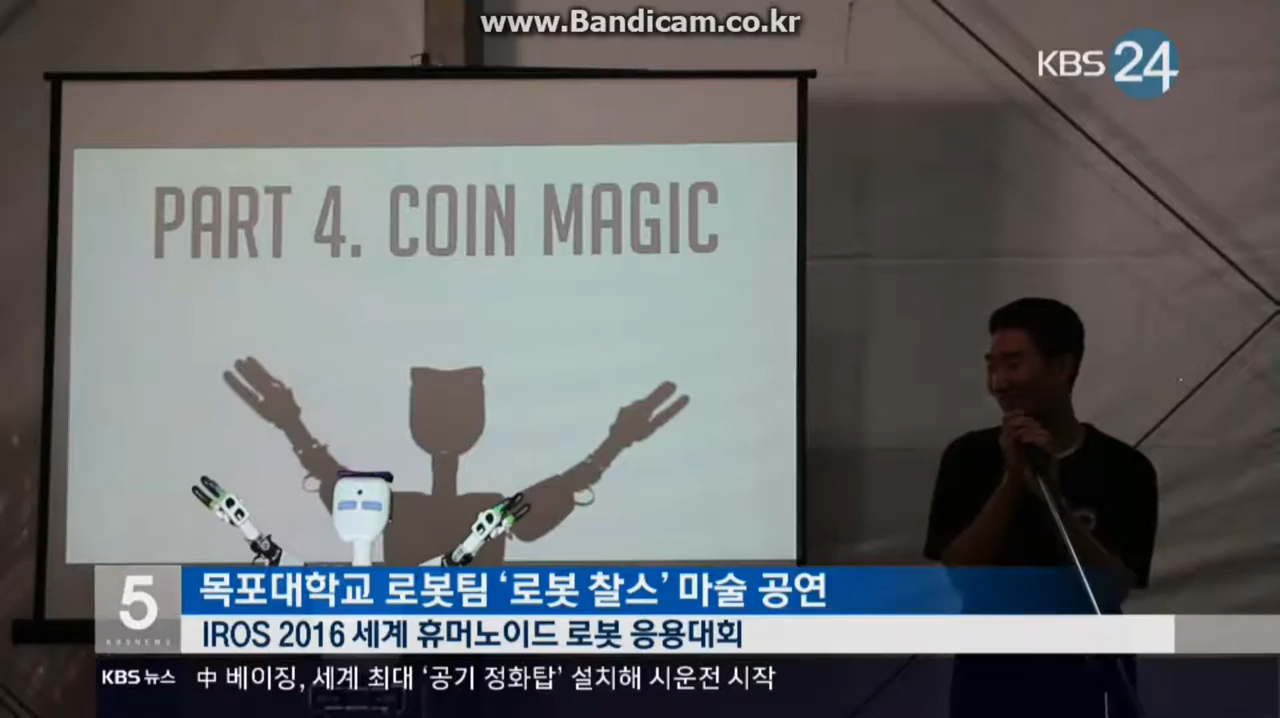 www.Bandicam.co.kr
KBS 24
PART 4. COIN MAGIC
5
KBS NEWS
목포대학교 로봇팀 ‘로봇 찰스’ 마술 공연
IROS 2016 세계 휴머노이드 로봇 응용대회
KBS 뉴스 中 베이징, 세계 최대 ‘공기 정화탑’ 설치해 시운전 시작